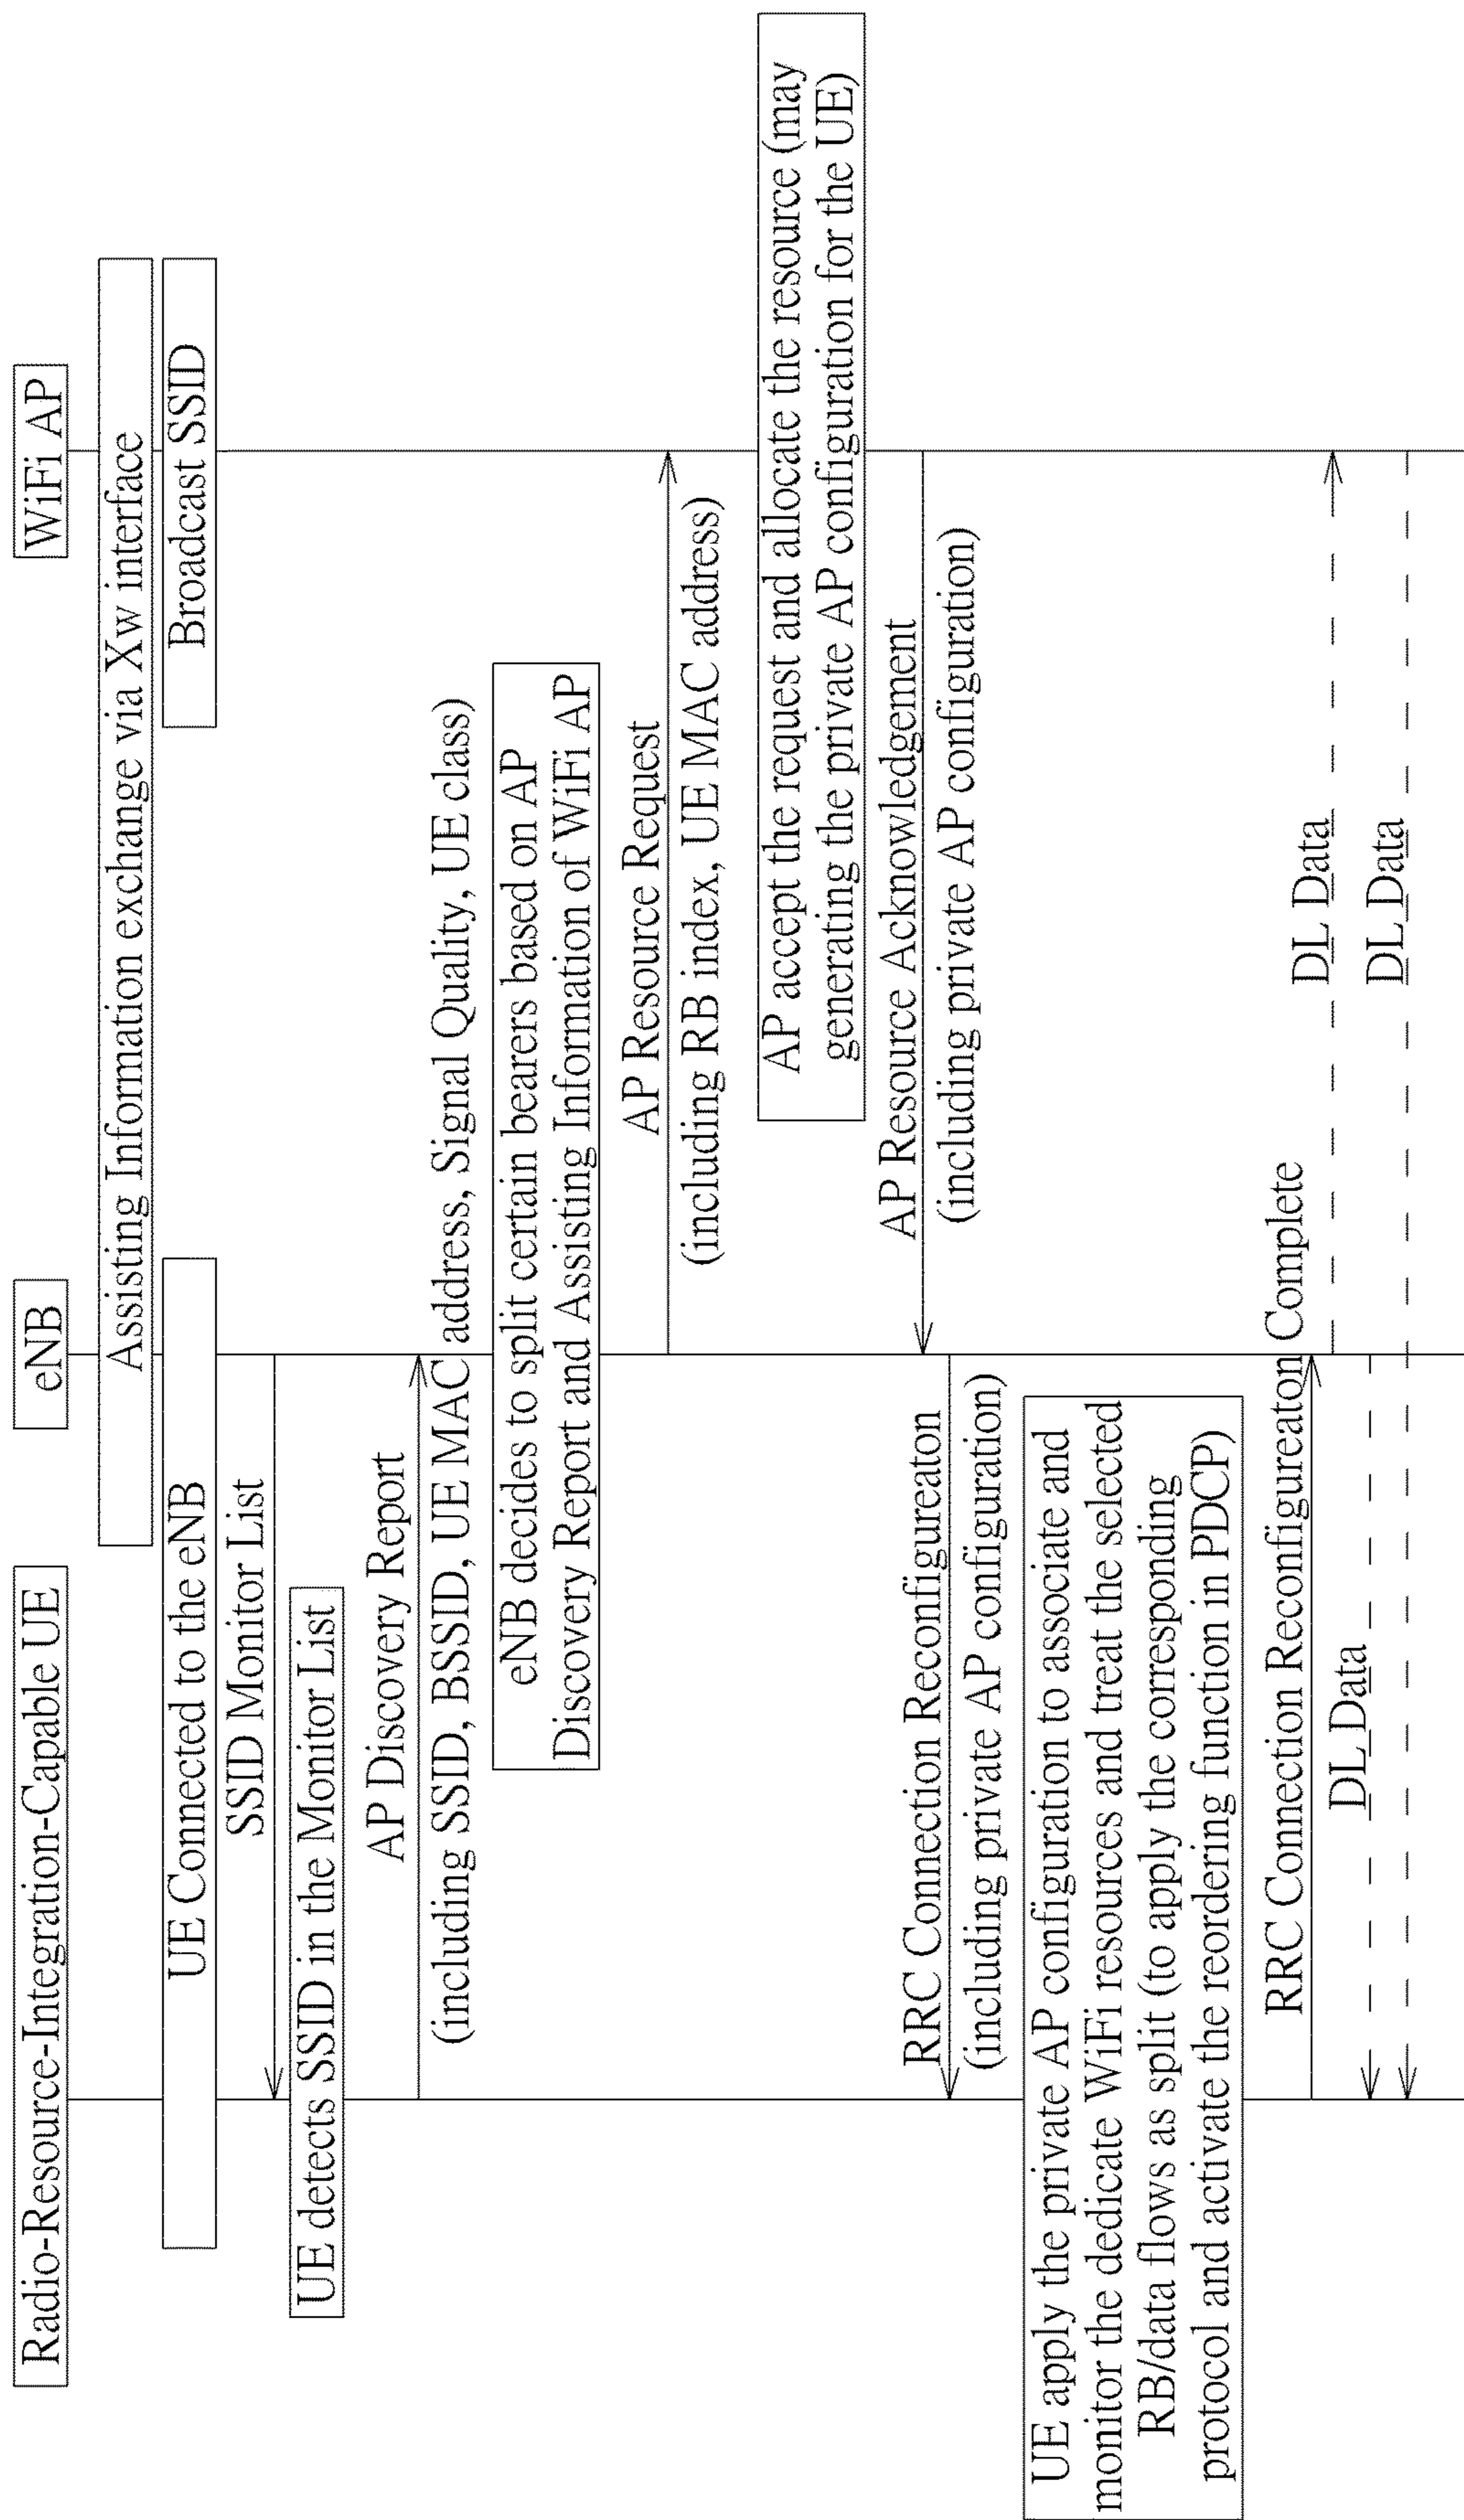 Radio-Resource-Integration-Capable UE
eNB
WiFi AP
Assisting Information exchange via Xw interface
UE Connected to the eNB
Broadcast SSID
SSID Monitor List
UE detects SSID in the Monitor List
AP Discovery Report
(including SSID, BSSID, UE MAC address, Signal Quality, UE class)
eNB decides to split certain bearers based on AP
Discovery Report and Assisting Information of WiFi AP
AP Resource Request
(including RB index, UE MAC address)
AP accept the request and allocate the resource (may
generating the private AP configuration for the UE)
AP Resource Acknowledgement
(including private AP configuration)
RRC Connection Reconfigureaton
(including private AP configuration)
UE apply the private AP configuration to associate and
monitor the dedicate WiFi resources and treat the selected
RB/data flows as split (to apply the corresponding
protocol and activate the reordering function in PDCP)
RRC Connection Reconfigureaton Complete
DL Data
DL Data
DL Data